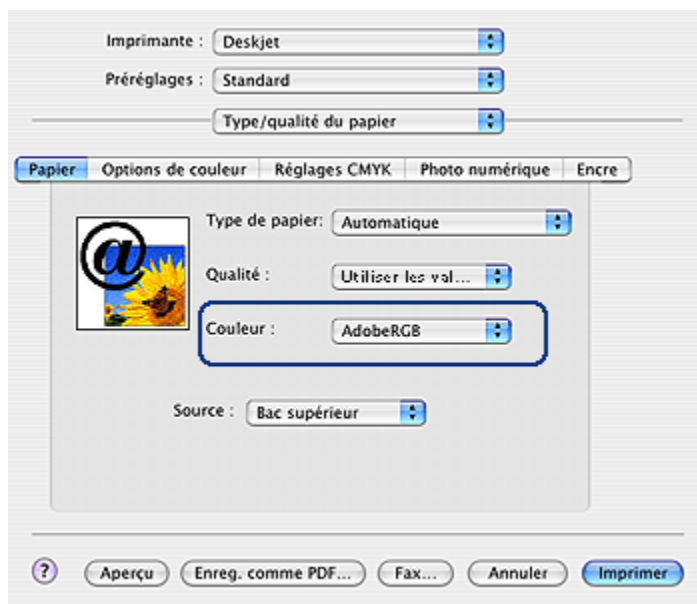 Imprimante : Deskjet
Préréglages : Standard
Type/qualité du papier
Papier Options de couleur Réglages CMYK Photo numérique Encre
Type de papier: Automatique
@
Qualité : Utiliser les val...
Couleur : AdobeRGB
Source : Bac supérieur
? Aperçu Enreg. comme PDF... Fax... Annuler Imprimer